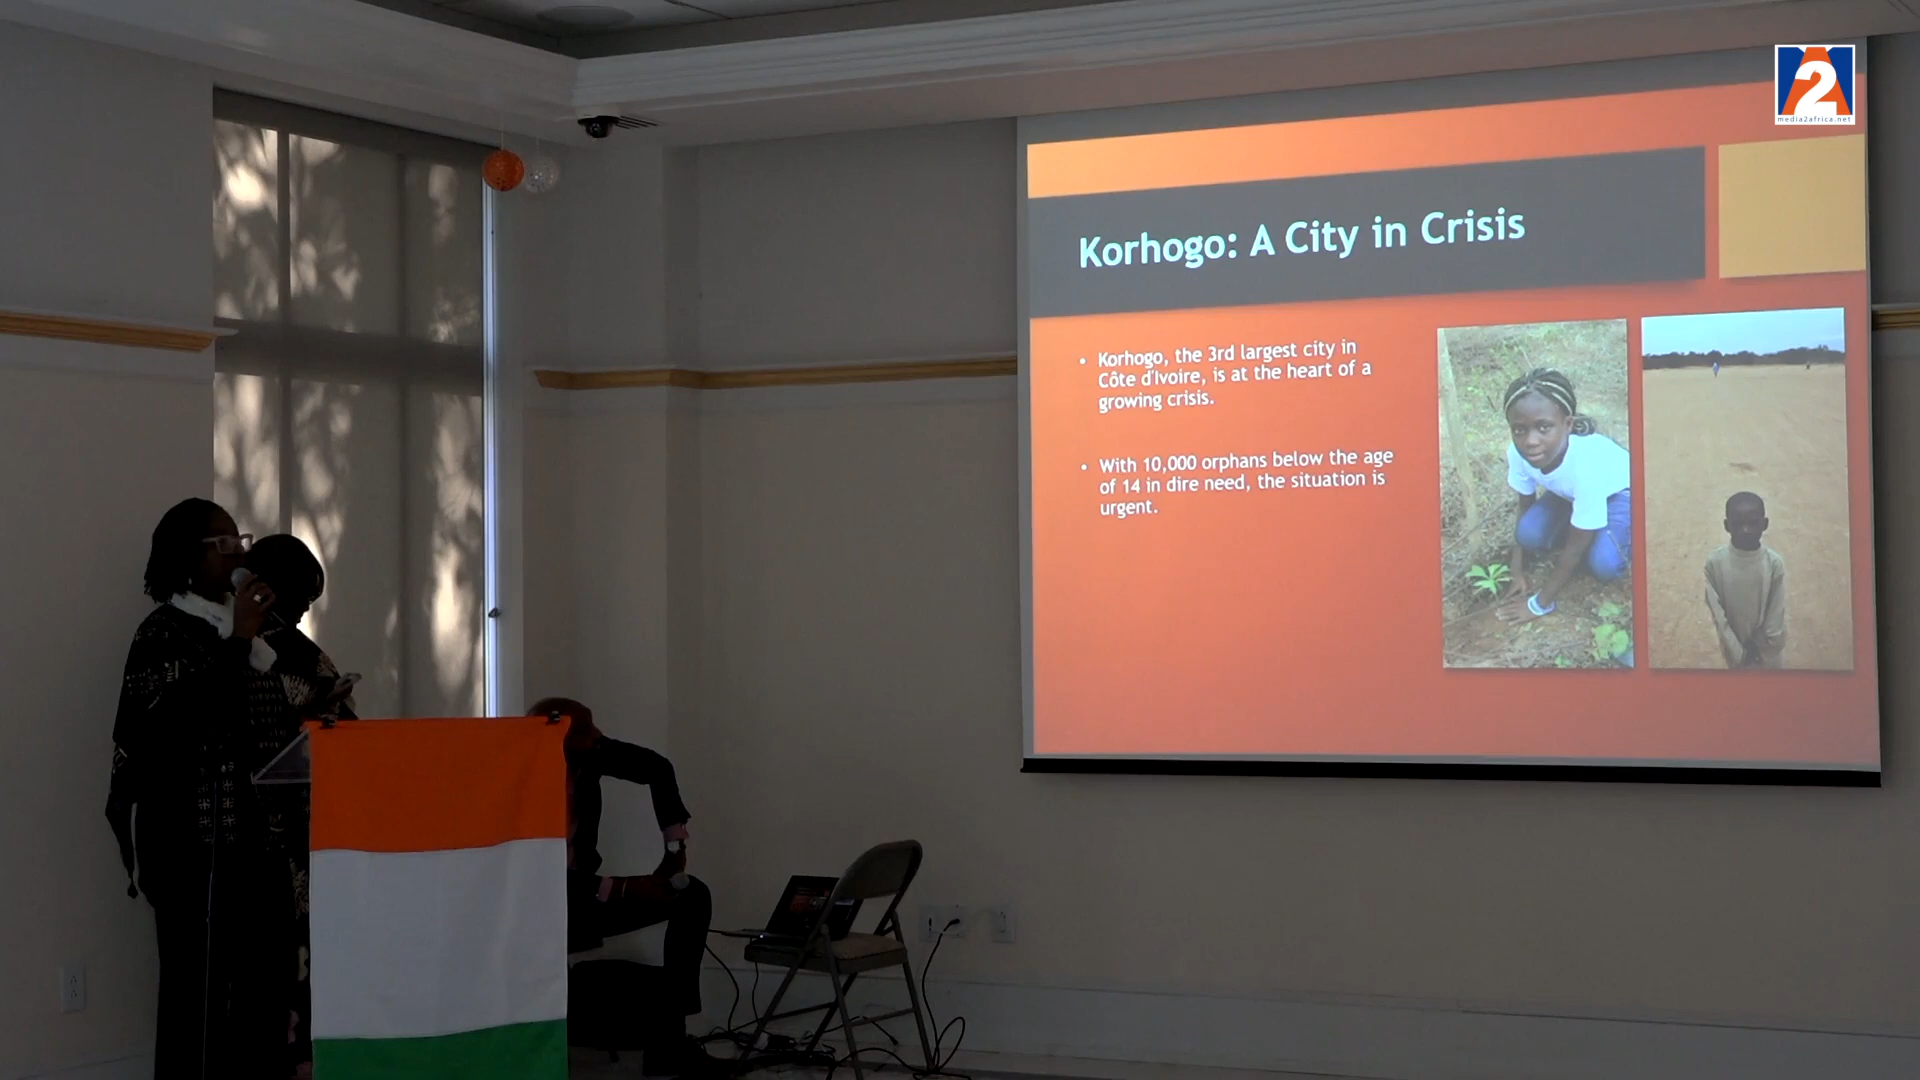 2
media2africa.net
Korhogo: A City in Crisis
• Korhogo, the 3rd largest city in
Côte d'Ivoire, is at the heart of a
growing crisis.
• With 10,000 orphans below the age
of 14 in dire need, the situation is
urgent.